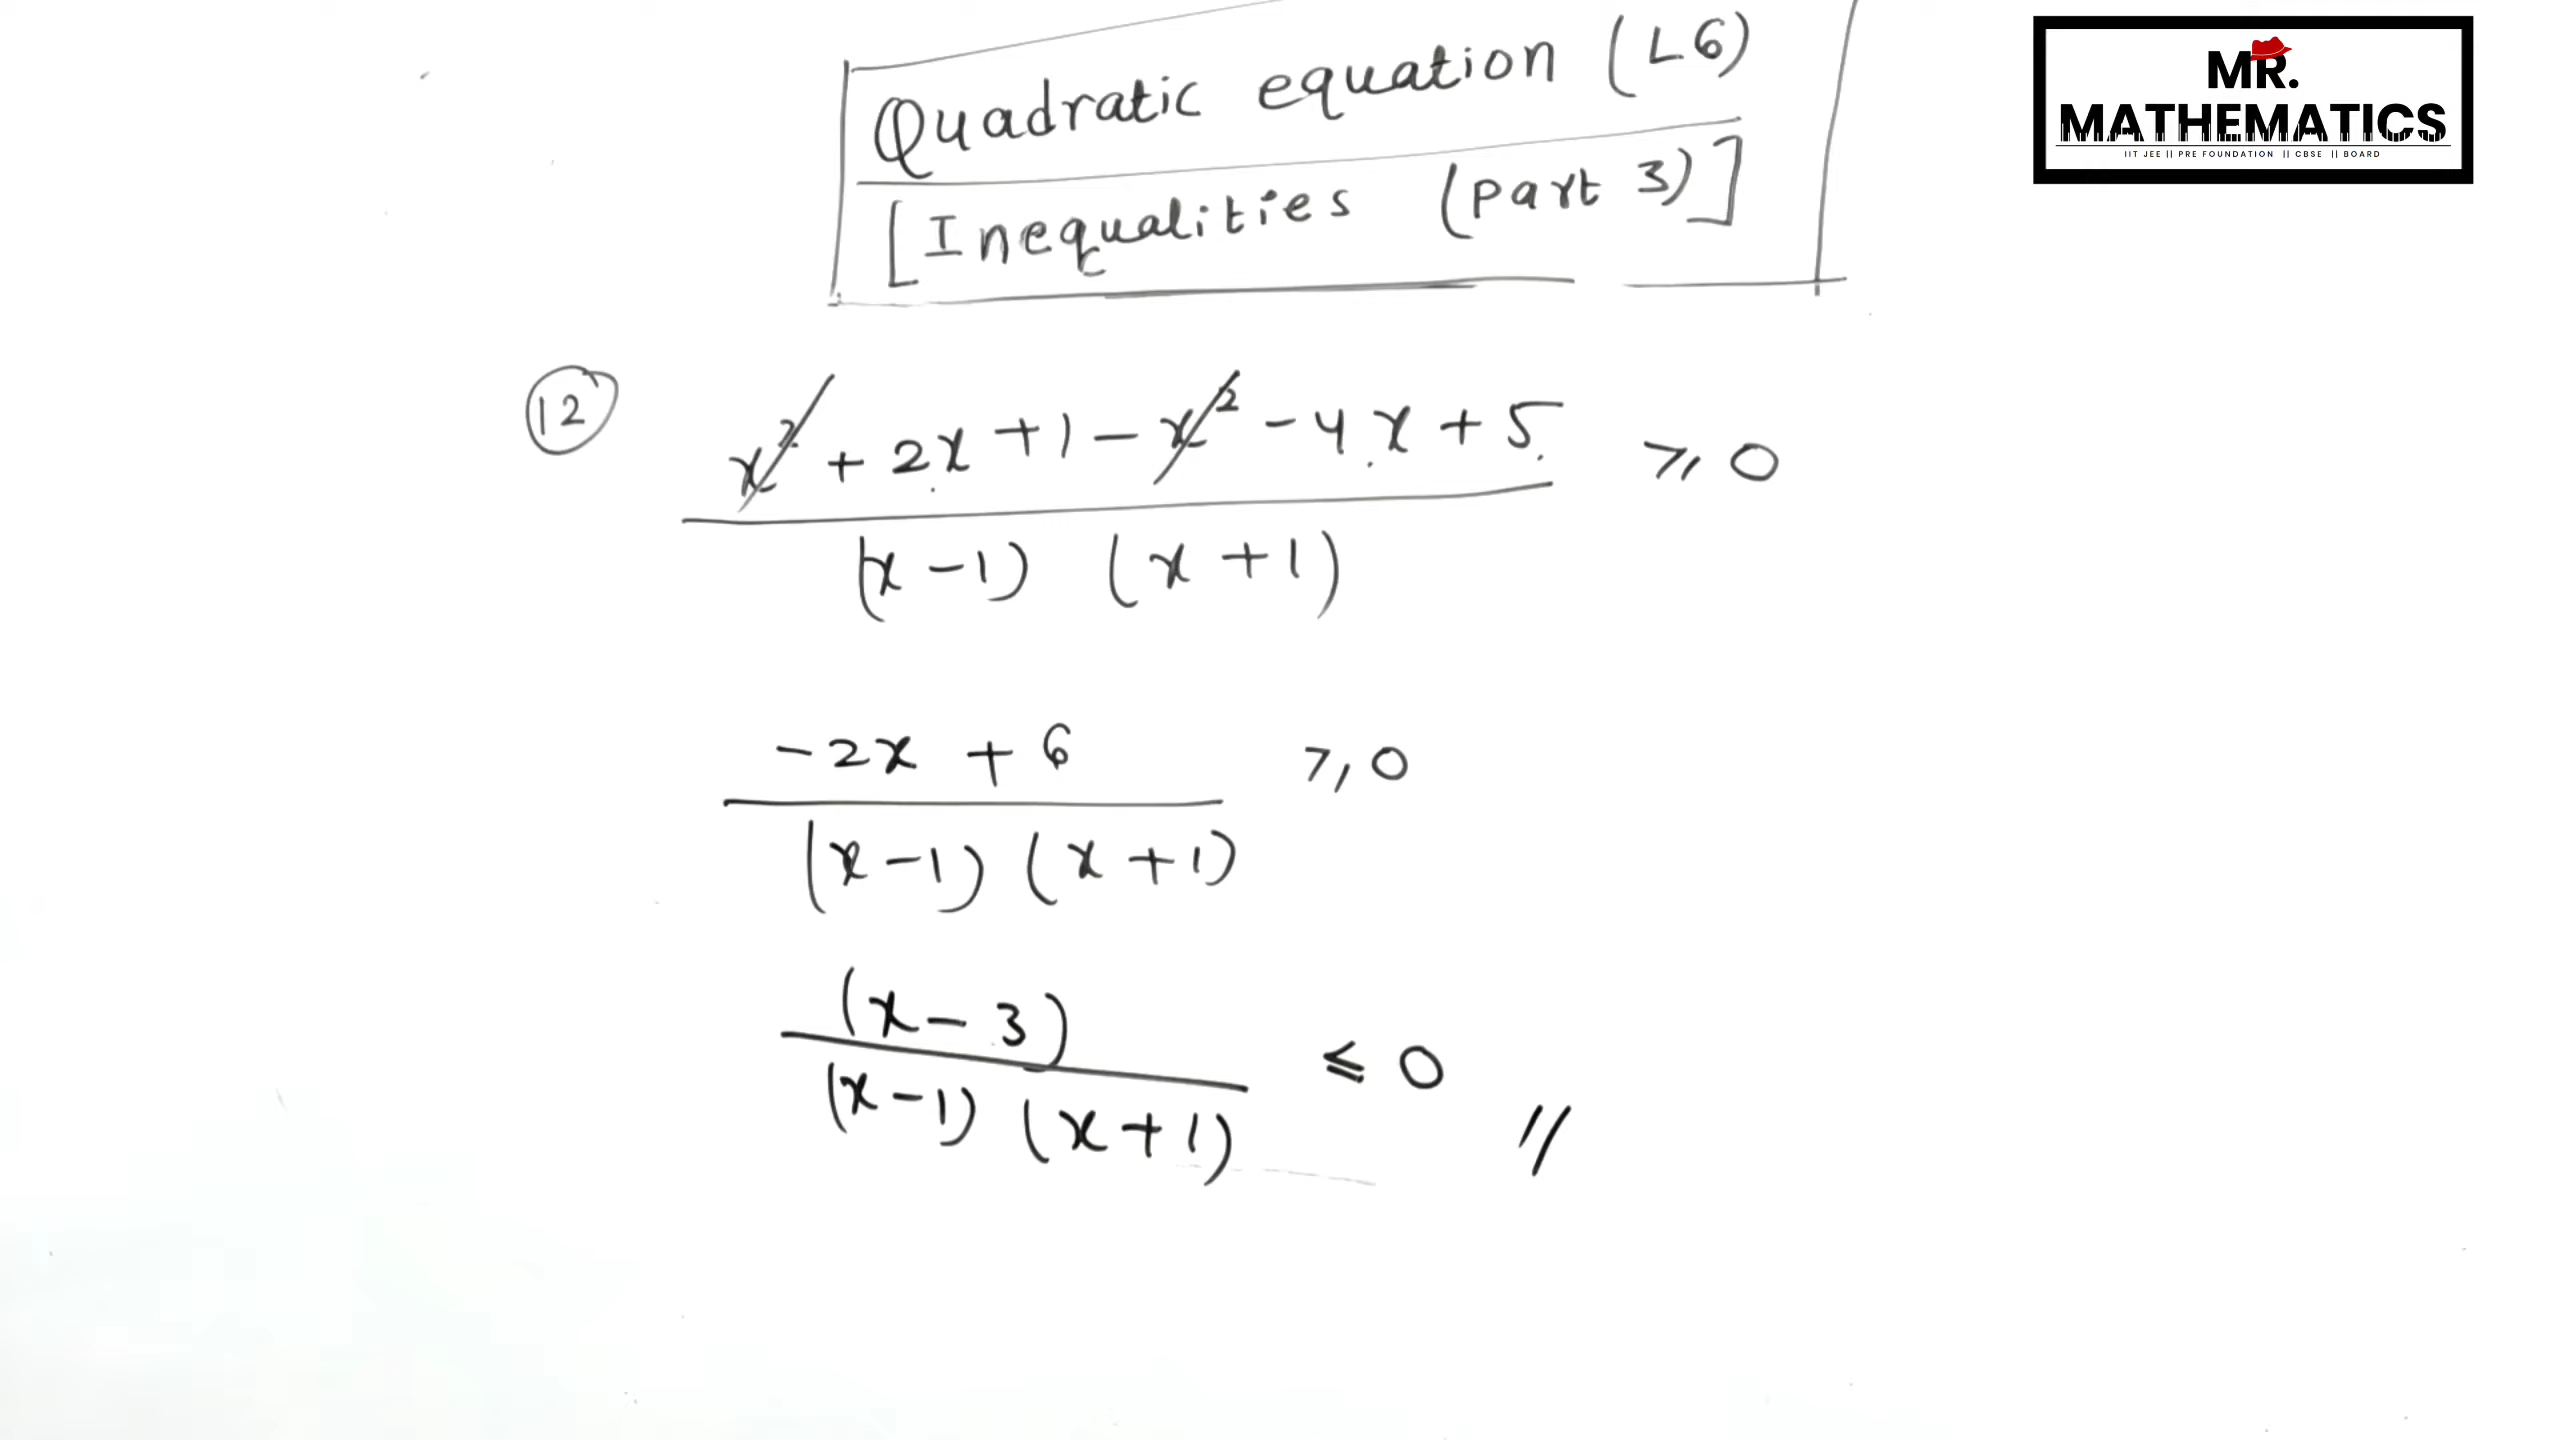 Quadratic equation (L6)
[Inequalities (part 3)]
MR.
MATHEMATICS
IIT JEE || PRE FOUNDATION || CBSE || BOARD
12
x² + 2x + 1 - x² - 4x + 5 ⩾ 0
(x - 1) (x + 1)
- 2x + 6 ⩾ 0
(x - 1) (x + 1)
(x - 3) ⩽ 0
(x - 1) (x + 1) //